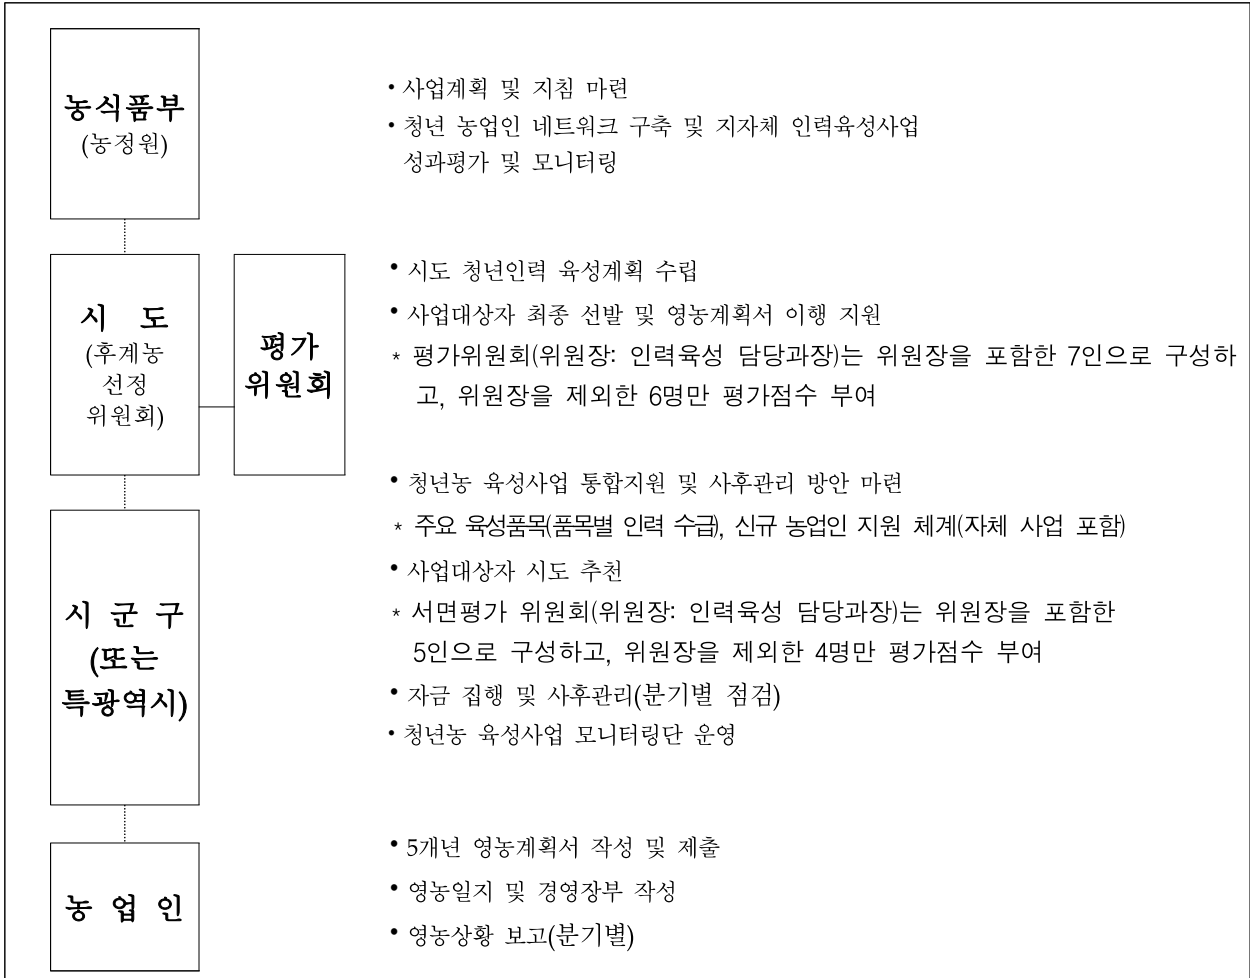 농식품부
(농정원)
• 사업계획 및 지침 마련
• 청년 농업인 네트워크 구축 및 지자체 인력육성사업
성과평가 및 모니터링
시 도
(후계농
선정
위원회)
평가
위원회
• 시도 청년인력 육성계획 수립
• 사업대상자 최종 선발 및 영농계획서 이행 지원
* 평가위원회(위원장: 인력육성 담당과장)는 위원장을 포함한 7인으로 구성하
고, 위원장을 제외한 6명만 평가점수 부여
시 군 구
(또는
특광역시)
• 청년농 육성사업 통합지원 및 사후관리 방안 마련
* 주요 육성품목(품목별 인력 수급), 신규 농업인 지원 체계(자체 사업 포함)
• 사업대상자 시도 추천
* 서면평가 위원회(위원장: 인력육성 담당과장)는 위원장을 포함한
5인으로 구성하고, 위원장을 제외한 4명만 평가점수 부여
• 자금 집행 및 사후관리(분기별 점검)
• 청년농 육성사업 모니터링단 운영
농 업 인
• 5개년 영농계획서 작성 및 제출
• 영농일지 및 경영장부 작성
• 영농상황 보고(분기별)